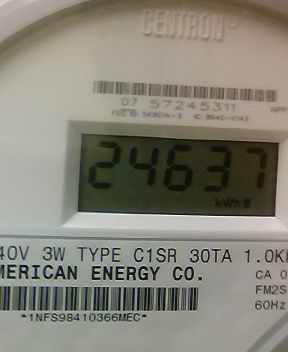 CENTRON
07 57245311
24637
kWh
40V 3W TYPE C1SR 30TA 1.0K
MERICAN ENERGY CO.
CA 0
FM2S
60Hz
*1NFS98410366MEC*